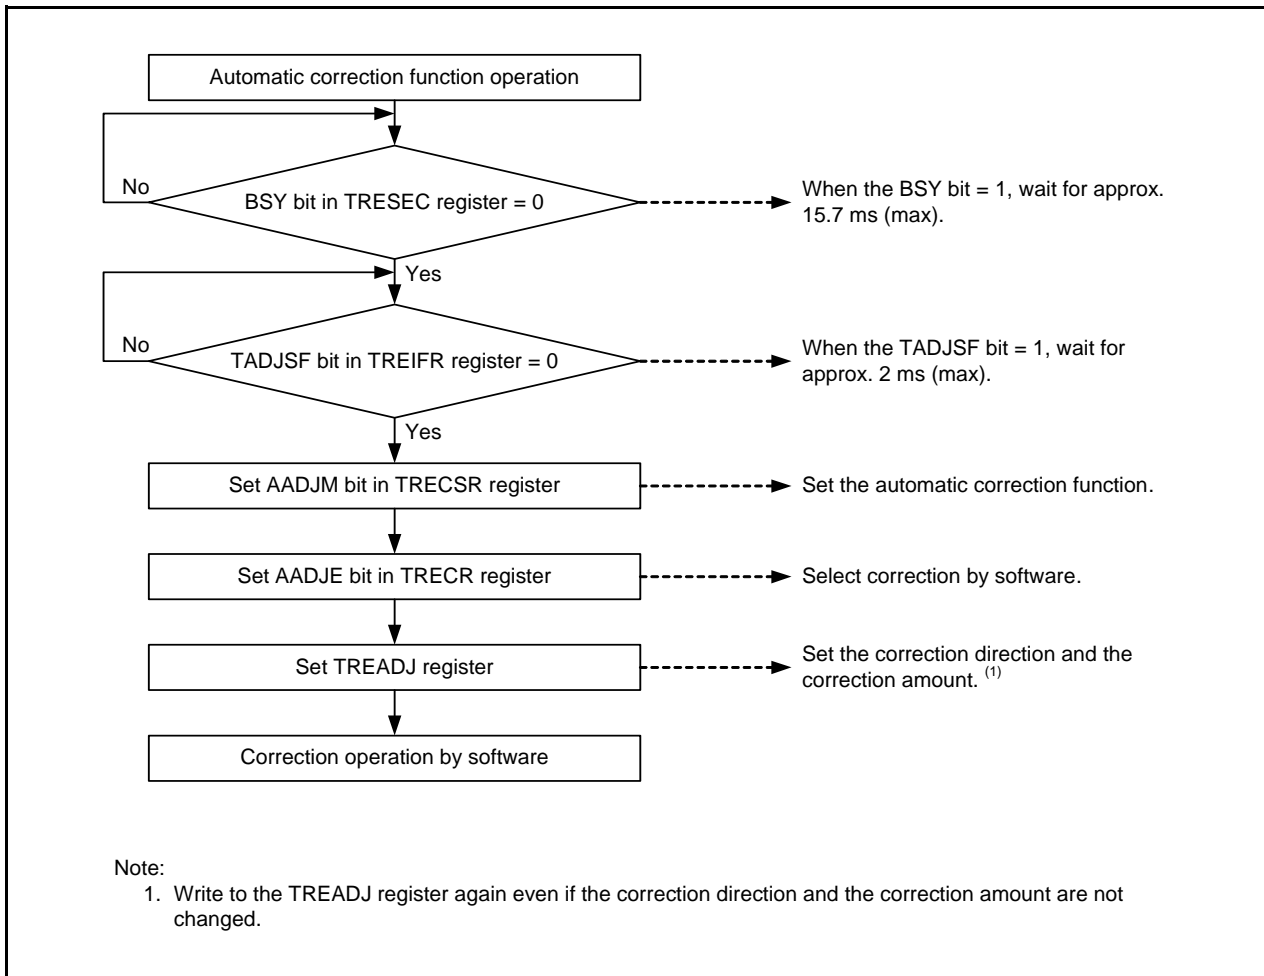 Automatic correction function operation
No
BSY bit in TRESEC register = 0
When the BSY bit = 1, wait for approx.
15.7 ms (max).
Yes
No
TADJSF bit in TREIFR register = 0
When the TADJSF bit = 1, wait for
approx. 2 ms (max).
Yes
Set AADJM bit in TRECSR register
Set the automatic correction function.
Set AADJE bit in TRECR register
Select correction by software.
Set TREADJ register
Set the correction direction and the
correction amount. (1)
Correction operation by software
Note:
1. Write to the TREADJ register again even if the correction direction and the correction amount are not
changed.